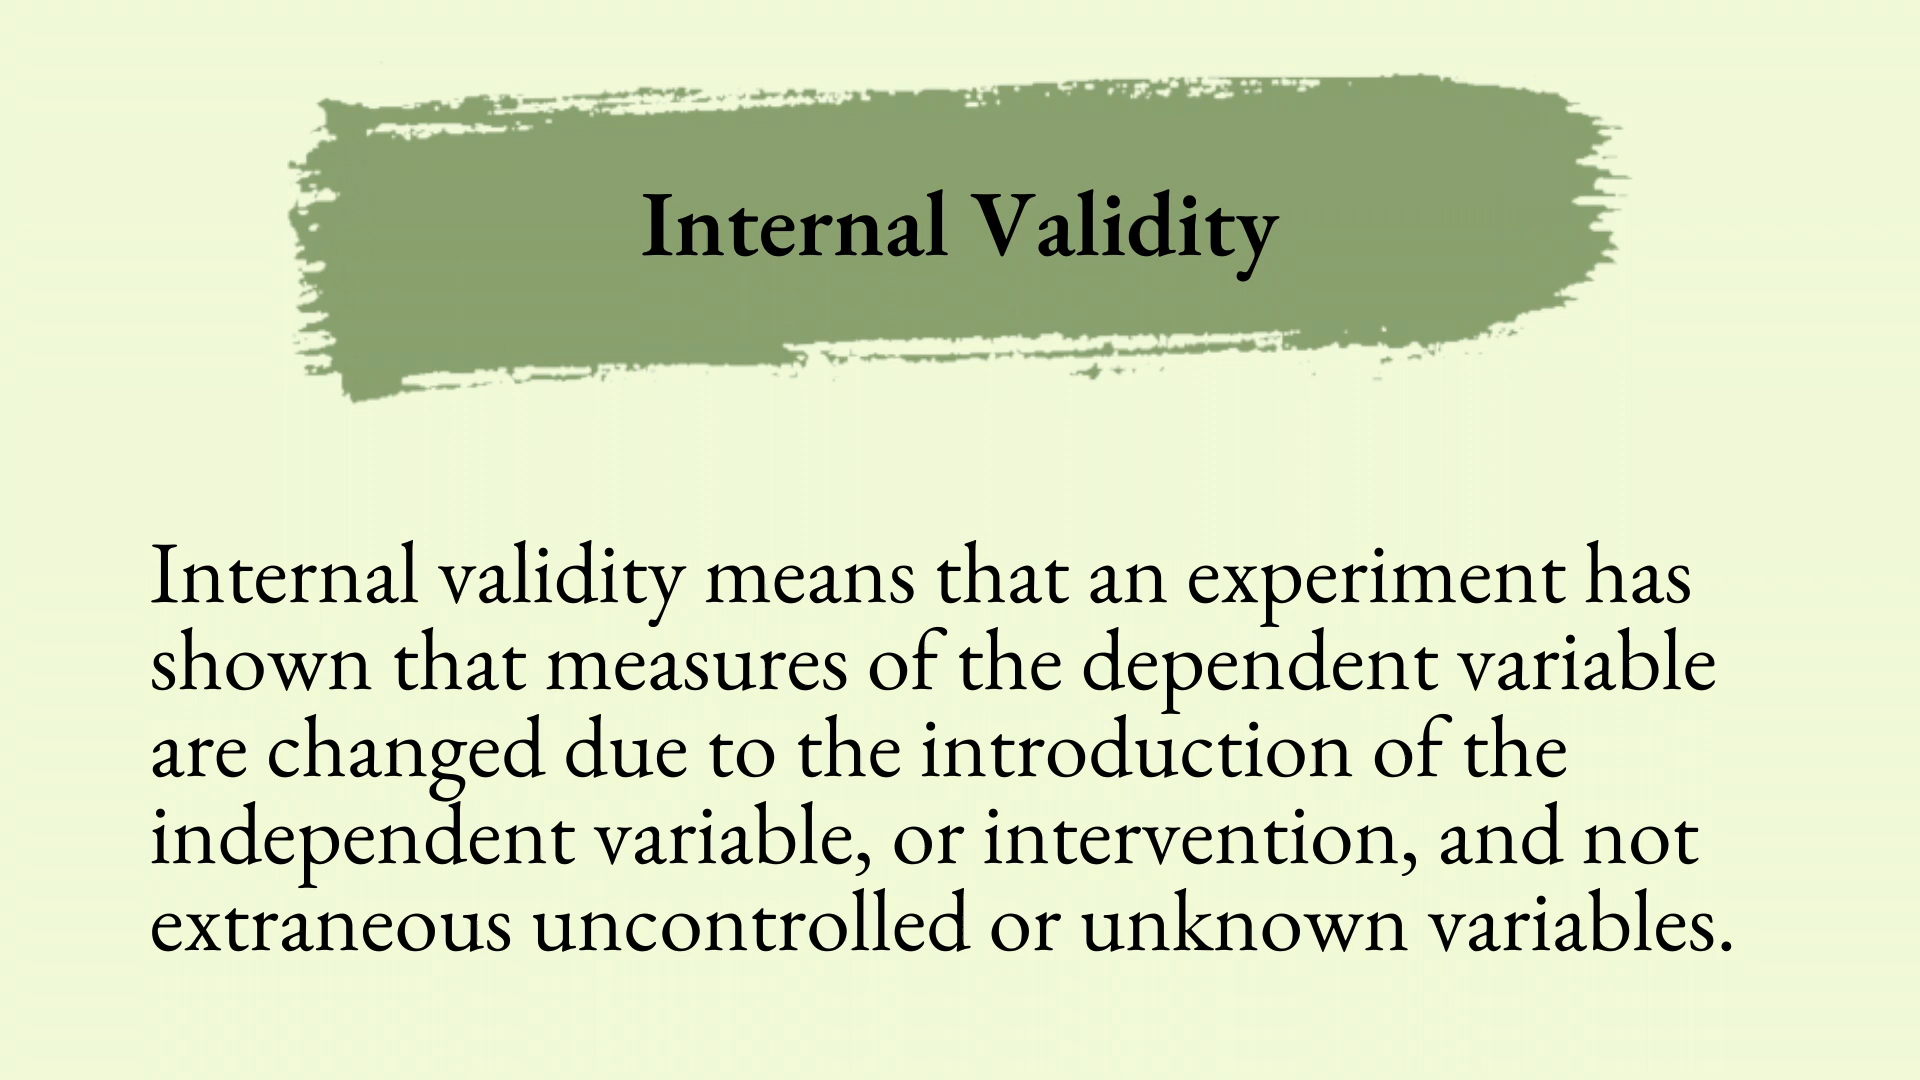 Internal Validity
Internal validity means that an experiment has
shown that measures of the dependent variable
are changed due to the introduction of the
independent variable, or intervention, and not
extraneous uncontrolled or unknown variables.